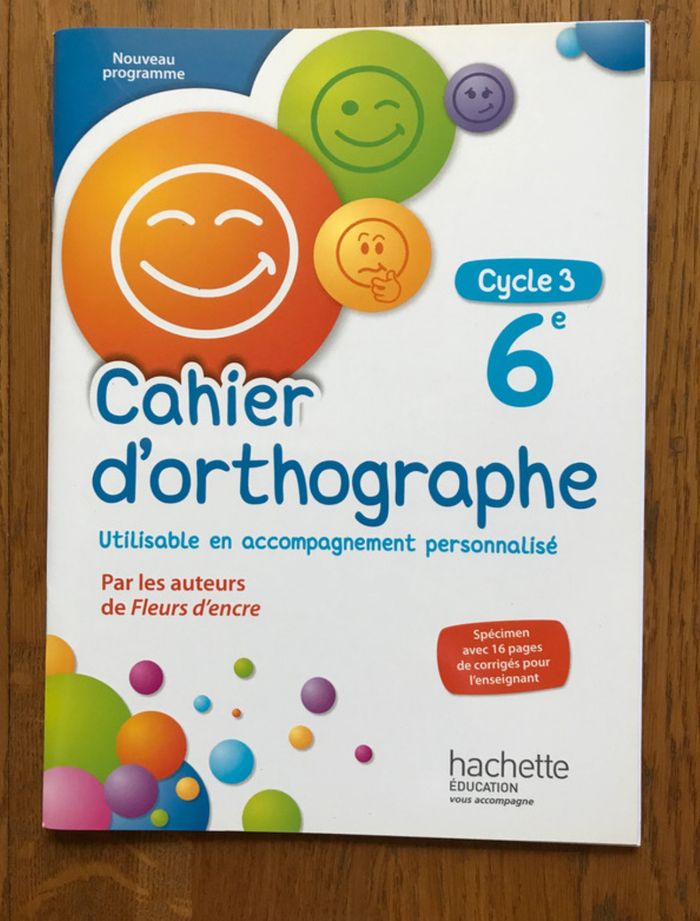 Nouveau
programme
Cycle 3
6e
Cahier
d'orthographe
Utilisable en accompagnement personnalisé
Par les auteurs
de Fleurs d'encre
Spécimen
avec 16 pages
de corrigés pour
l'enseignant
hachette
ÉDUCATION
vous accompagne